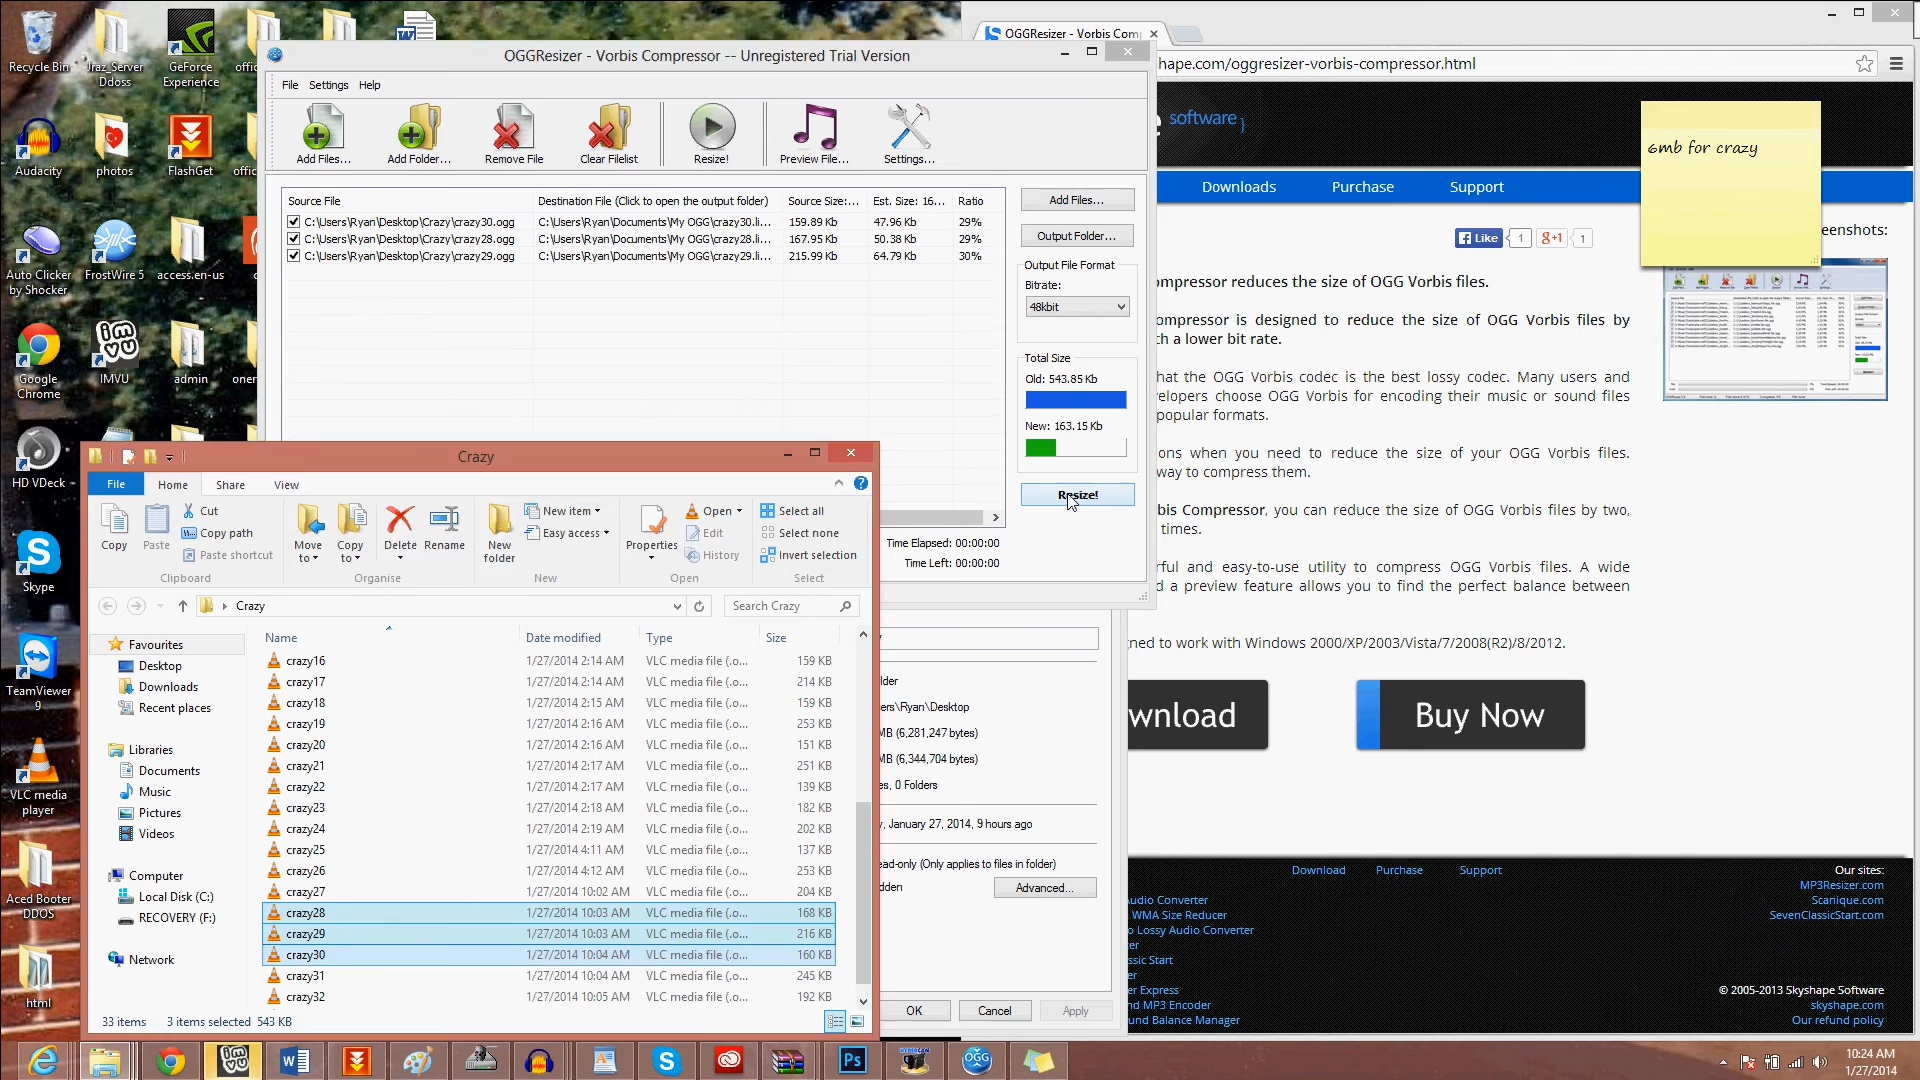 Recycle Bin
Jraz_Server
Ddoss
GeForce
Experience
Audacity
photos
FlashGet
Auto Clicker
by Shocker
FrostWire 5
access.en-us
Google
Chrome
IMVU
admin
HD VDeck
Skype
TeamViewer
9
VLC media
player
Aced Booter
DDOS
html
OGGResizer - Vorbis Compressor -- Unregistered Trial Version
File Settings Help
Add Files...
Add Folder...
Remove File
Clear Filelist
Resize!
Preview File...
Settings...
Source File Destination File (Click to open the output folder) Source Size:... Est. Size: 16... Ratio
C:\Users\Ryan\Desktop\Crazy\crazy30.ogg C:\Users\Ryan\Documents\My OGG\crazy30.li... 159.89 Kb 47.96 Kb 29%
C:\Users\Ryan\Desktop\Crazy\crazy28.ogg C:\Users\Ryan\Documents\My OGG\crazy28.li... 167.95 Kb 50.38 Kb 29%
C:\Users\Ryan\Desktop\Crazy\crazy29.ogg C:\Users\Ryan\Documents\My OGG\crazy29.li... 215.99 Kb 64.79 Kb 30%
Add Files...
Output Folder...
Output File Format
Bitrate:
48kbit
Total Size
Old: 543.85 Kb
New: 163.15 Kb
Resize!
Time Elapsed: 00:00:00
Time Left: 00:00:00
Crazy
File Home Share View
Copy
Paste
Cut
Copy path
Paste shortcut
Clipboard
Move
to
Copy
to
Delete
Rename
Organise
New
folder
New item
Easy access
New
Properties
Open
Edit
History
Open
Select all
Select none
Invert selection
Select
Crazy
Search Crazy
Favourites
Desktop
Downloads
Recent places
Libraries
Documents
Music
Pictures
Videos
Computer
Local Disk (C:)
RECOVERY (F:)
Network
Name Date modified Type Size
crazy16 1/27/2014 2:14 AM VLC media file (.o... 159 KB
crazy17 1/27/2014 2:14 AM VLC media file (.o... 214 KB
crazy18 1/27/2014 2:15 AM VLC media file (.o... 159 KB
crazy19 1/27/2014 2:16 AM VLC media file (.o... 253 KB
crazy20 1/27/2014 2:16 AM VLC media file (.o... 151 KB
crazy21 1/27/2014 2:17 AM VLC media file (.o... 251 KB
crazy22 1/27/2014 2:17 AM VLC media file (.o... 139 KB
crazy23 1/27/2014 2:18 AM VLC media file (.o... 182 KB
crazy24 1/27/2014 2:19 AM VLC media file (.o... 202 KB
crazy25 1/27/2014 4:11 AM VLC media file (.o... 137 KB
crazy26 1/27/2014 4:12 AM VLC media file (.o... 253 KB
crazy27 1/27/2014 10:02 AM VLC media file (.o... 204 KB
crazy28 1/27/2014 10:03 AM VLC media file (.o... 168 KB
crazy29 1/27/2014 10:03 AM VLC media file (.o... 216 KB
crazy30 1/27/2014 10:04 AM VLC media file (.o... 160 KB
crazy31 1/27/2014 10:04 AM VLC media file (.o... 245 KB
crazy32 1/27/2014 10:05 AM VLC media file (.o... 192 KB
33 items 3 items selected 543 KB
lder
ers\Ryan\Desktop
MB (6,281,247 bytes)
MB (6,344,704 bytes)
es, 0 Folders
y, January 27, 2014, 9 hours ago
ead-only (Only applies to files in folder)
dden
Advanced...
OK Cancel Apply
OGGResizer - Vorbis Comp
hape.com/oggresizer-vorbis-compressor.html
e software }
Downloads Purchase Support
6mb for crazy
Like 1 g+1 1
eenshots:
ompressor reduces the size of OGG Vorbis files.
ompressor is designed to reduce the size of OGG Vorbis files by
th a lower bit rate.
hat the OGG Vorbis codec is the best lossy codec. Many users and
velopers choose OGG Vorbis for encoding their music or sound files
popular formats.
ons when you need to reduce the size of your OGG Vorbis files.
way to compress them.
bis Compressor, you can reduce the size of OGG Vorbis files by two,
times.
rful and easy-to-use utility to compress OGG Vorbis files. A wide
d a preview feature allows you to find the perfect balance between
gned to work with Windows 2000/XP/2003/Vista/7/2008(R2)/8/2012.
wnload
Buy Now
Download Purchase Support
Audio Converter
WMA Size Reducer
o Lossy Audio Converter
ter
ssic Start
er
er Express
nd MP3 Encoder
und Balance Manager
Our sites:
MP3Resizer.com
Scanique.com
SevenClassicStart.com
© 2005-2013 Skyshape Software
skyshape.com
Our refund policy
10:24 AM
1/27/2014